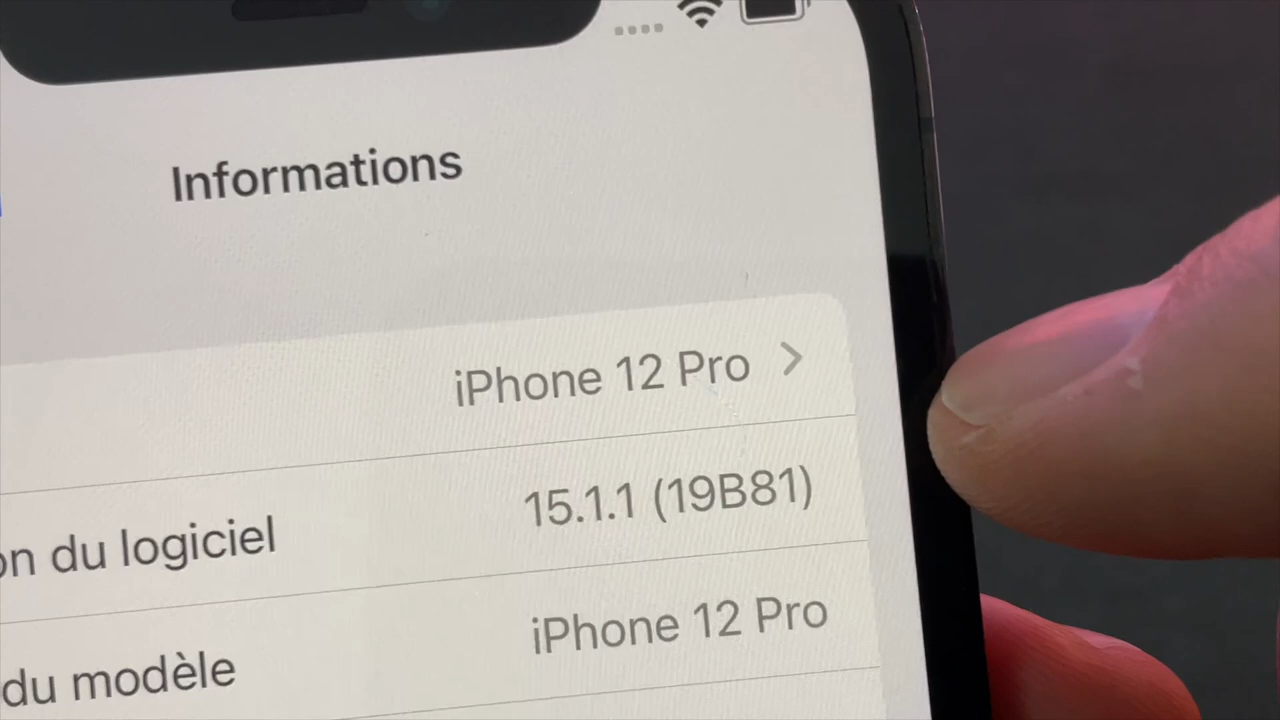 Informations
iPhone 12 Pro
on du logiciel 15.1.1 (19B81)
du modèle iPhone 12 Pro